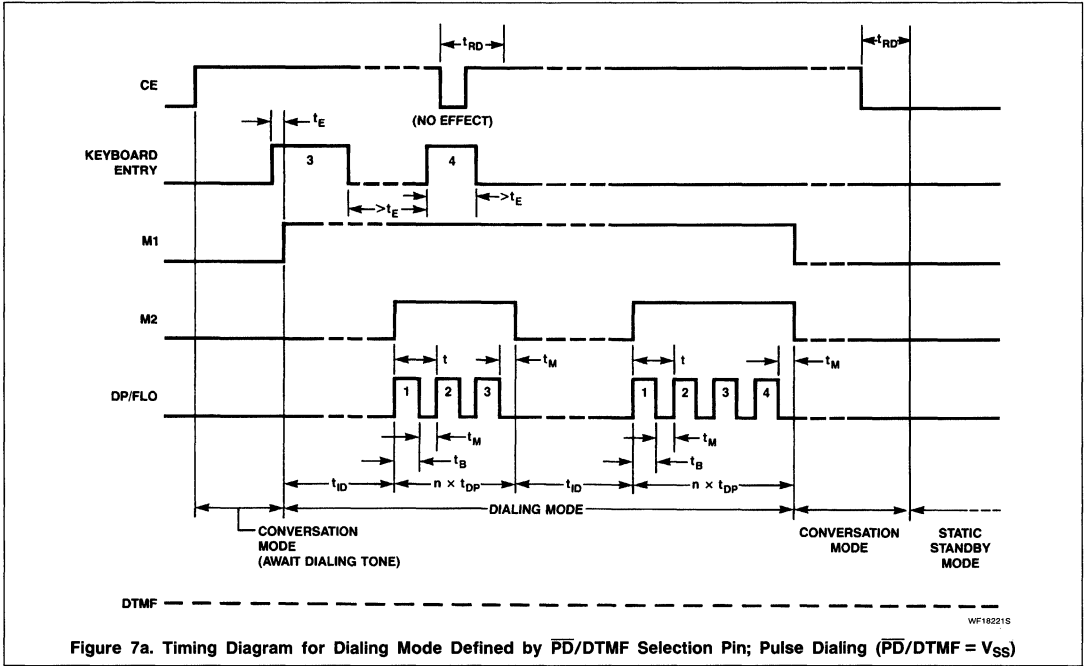 tRD
tRD
CE
(NO EFFECT)
tE
KEYBOARD
ENTRY
3
4
>tE
>tE
M1
M2
t
tM
t
tM
DP/FLO
1 2 3
1 2 3 4
tM
tM
tB
tB
tID
n × tDP
tID
n × tDP
DIALING MODE
CONVERSATION
MODE
(AWAIT DIALING TONE)
CONVERSATION
MODE
STATIC
STANDBY
MODE
DTMF
WF18221S
Figure 7a. Timing Diagram for Dialing Mode Defined by P̅D̅/DTMF Selection Pin; Pulse Dialing (P̅D̅/DTMF = VSS)